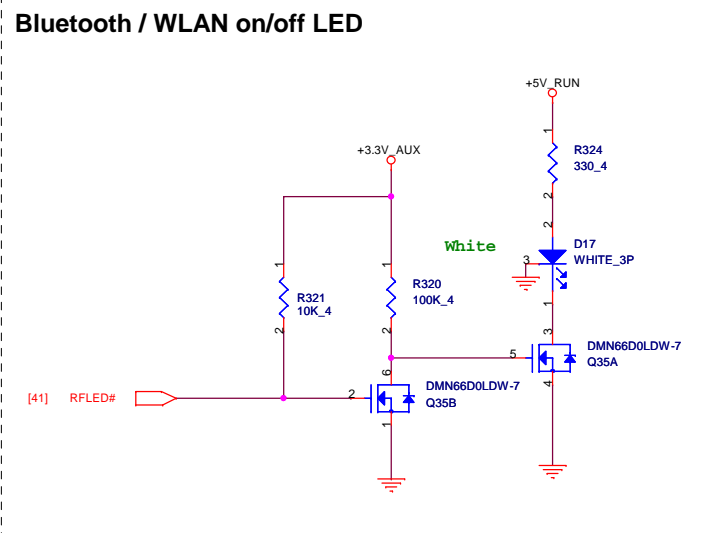 Bluetooth / WLAN on/off LED
+5V_RUN
1
R324
330_4
2
+3.3V_AUX
2
White
D17
3
WHITE_3P
1
1
R321
10K_4
2
1
R320
100K_4
2
1
3
DMN66D0LDW-7
5
Q35A
4
6
DMN66D0LDW-7
2
Q35B
1
[41] RFLED#